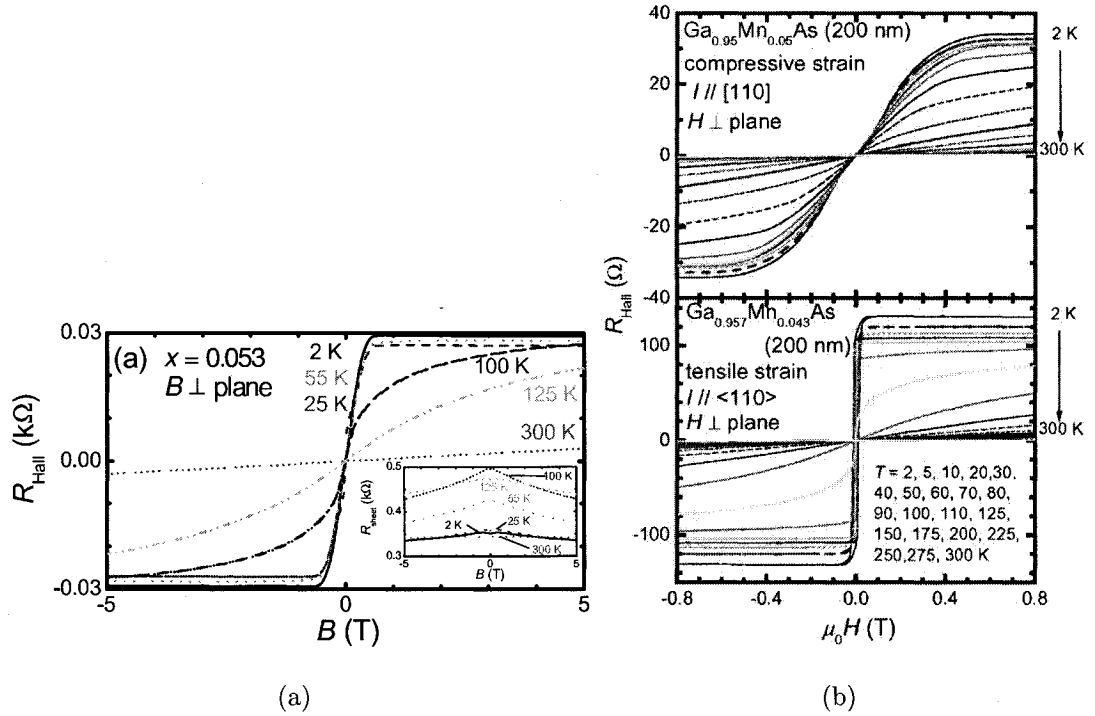 (a)
x = 0.053
B ⊥ plane
2 K
55 K
25 K
100 K
125 K
300 K
0.03
0.00
-0.03
R_Hall (kΩ)
-5
0
5
B (T)
0.5
0.4
0.3
R_sheet (kΩ)
100 K
125 K
55 K
2 K
25 K
300 K
-5
0
5
B (T)
(a)
Ga_0.95Mn_0.05As (200 nm)
compressive strain
I // [110]
H ⊥ plane
2 K
300 K
40
20
0
-20
-40
R_Hall (Ω)
Ga_0.957Mn_0.043As
(200 nm)
tensile strain
I // <110>
H ⊥ plane
2 K
300 K
100
0
-100
T = 2, 5, 10, 20,30.
40, 50, 60, 70, 80,
90, 100, 110, 125,
150, 175, 200, 225,
250,275, 300 K
-0.8
-0.4
0.0
0.4
0.8
μ_0H (T)
(b)